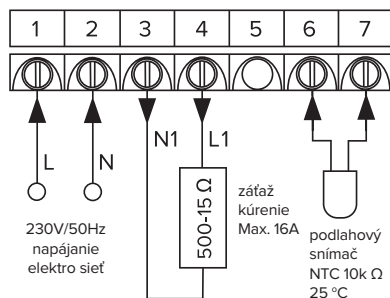 1 2 3 4 5 6 7
L N N1 L1
500-15 Ω
230V/50Hz
napájanie
elektro sieť
záťaž
kúrenie
Max. 16A
podlahový
snímač
NTC 10k Ω
25 °C